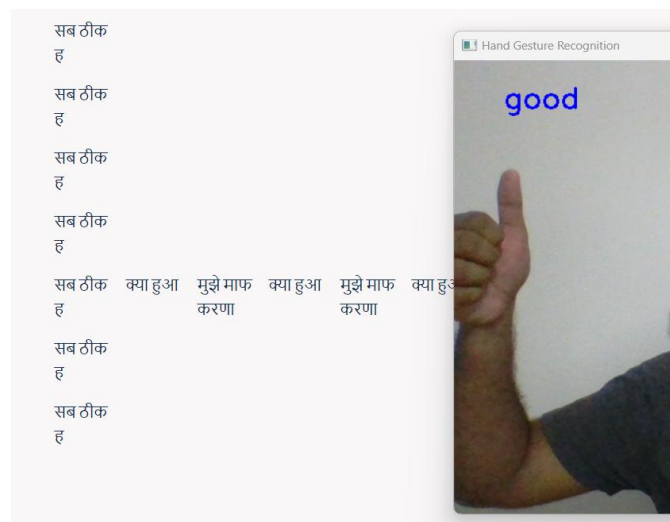 सब ठीक
ह
सब ठीक
ह
सब ठीक
ह
सब ठीक
ह
सब ठीक क्या हुआ मुझे माफ क्या हुआ मुझे माफ क्या
ह करणा करणा
सब ठीक
ह
सब ठीक
ह
Hand Gesture Recognition
good